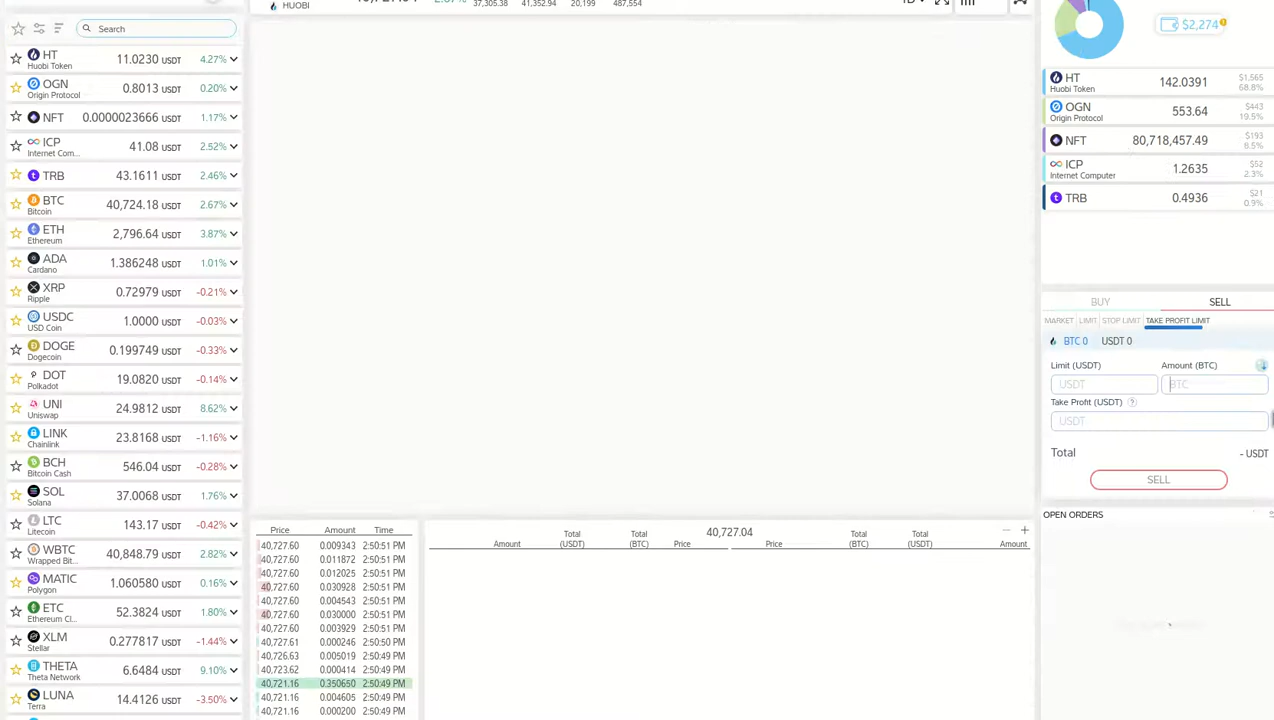 HUOBI
37,305.38 41,352.94 20,199 487,554
Search
HT 11.0230 USDT 4.27%
Huobi Token
OGN 0.8013 USDT 0.20%
Origin Protocol
NFT 0.0000023666 USDT 1.17%
ICP 41.08 USDT 2.52%
Internet Com...
TRB 43.1611 USDT 2.46%
BTC 40,724.18 USDT 2.67%
Bitcoin
ETH 2,796.64 USDT 3.87%
Ethereum
ADA 1.386248 USDT 1.01%
Cardano
XRP 0.72979 USDT -0.21%
Ripple
USDC 1.0000 USDT -0.03%
USD Coin
DOGE 0.199749 USDT -0.33%
Dogecoin
DOT 19.0820 USDT -0.14%
Polkadot
UNI 24.9812 USDT 8.62%
Uniswap
LINK 23.8168 USDT -1.16%
Chainlink
BCH 546.04 USDT -0.28%
Bitcoin Cash
SOL 37.0068 USDT 1.76%
Solana
LTC 143.17 USDT -0.42%
Litecoin
WBTC 40,848.79 USDT 2.82%
Wrapped Bit...
MATIC 1.060580 USDT 0.16%
Polygon
ETC 52.3824 USDT 1.80%
Ethereum Cl...
XLM 0.277817 USDT -1.44%
Stellar
THETA 6.6484 USDT 9.10%
Theta Network
LUNA 14.4126 USDT -3.50%
Terra
Price Amount Time
40,727.60 0.009343 2:50:51 PM
40,727.60 0.011872 2:50:51 PM
40,727.60 0.012025 2:50:51 PM
40,727.60 0.030928 2:50:51 PM
40,727.60 0.004543 2:50:51 PM
40,727.60 0.030000 2:50:51 PM
40,727.60 0.003929 2:50:51 PM
40,727.61 0.000246 2:50:50 PM
40,726.63 0.005019 2:50:49 PM
40,723.62 0.000414 2:50:49 PM
40,721.16 0.350650 2:50:49 PM
40,721.16 0.004605 2:50:49 PM
40,721.16 0.000200 2:50:49 PM
40,727.04
Amount Total (USDT) Total (BTC) Price Price Total (BTC) Total (USDT) Amount
$2,274
HT 142.0391 $1,565
Huobi Token 68.8%
OGN 553.64 $443
Origin Protocol 19.5%
NFT 80,718,457.49 $193
8.5%
ICP 1.2635 $52
Internet Computer 2.3%
TRB 0.4936 $21
0.9%
BUY SELL
MARKET LIMIT STOP LIMIT TAKE PROFIT LIMIT
BTC 0 USDT 0
Limit (USDT) Amount (BTC)
USDT BTC
Take Profit (USDT) ?
USDT
Total - USDT
SELL
OPEN ORDERS